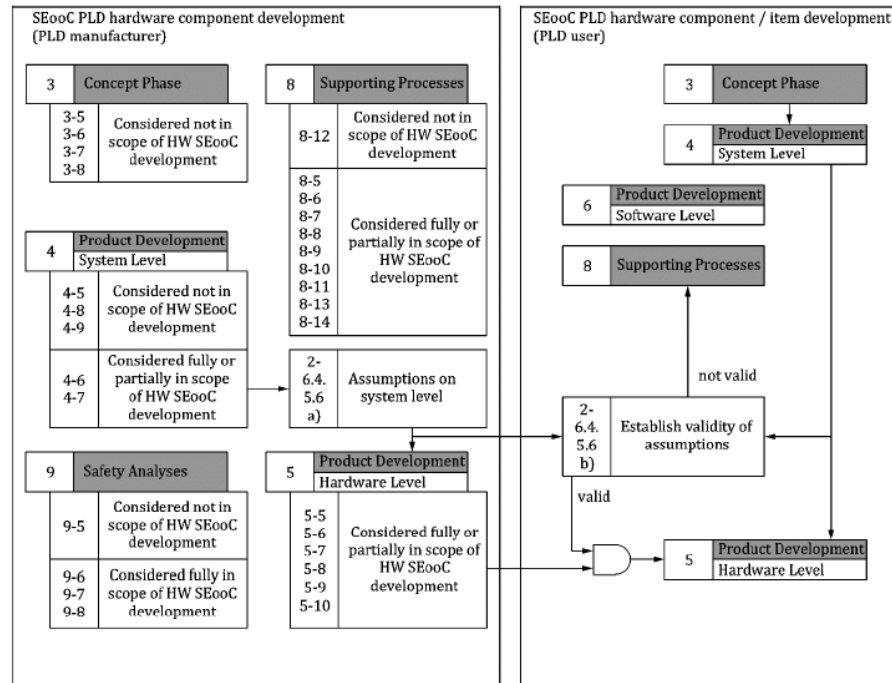 SEooC PLD hardware component development
(PLD manufacturer)
3
Concept Phase
3-5
3-6
3-7
3-8
Considered not in
scope of HW SEooC
development
4
Product Development
System Level
4-5
4-8
4-9
Considered not in
scope of HW SEooC
development
4-6
4-7
Considered fully or
partially in scope
of HW SEooC
development
9
Safety Analyses
9-5
Considered not in
scope of HW SEooC
development
9-6
9-7
9-8
Considered fully in
scope of HW SEooC
development
8
Supporting Processes
8-12
Considered not in
scope of HW SEooC
development
8-5
8-6
8-7
8-8
8-9
8-10
8-11
8-13
8-14
Considered fully or
partially in scope of
HW SEooC
development
2-
6.4.
5.6
a)
Assumptions on
system level
5
Product Development
Hardware Level
5-5
5-6
5-7
5-8
5-9
5-10
Considered fully or
partially in scope of
HW SEooC
development
SEooC PLD hardware component / item development
(PLD user)
3
Concept Phase
4
Product Development
System Level
6
Product Development
Software Level
8
Supporting Processes
not valid
2-
6.4.
5.6
b)
Establish validity of
assumptions
valid
5
Product Development
Hardware Level